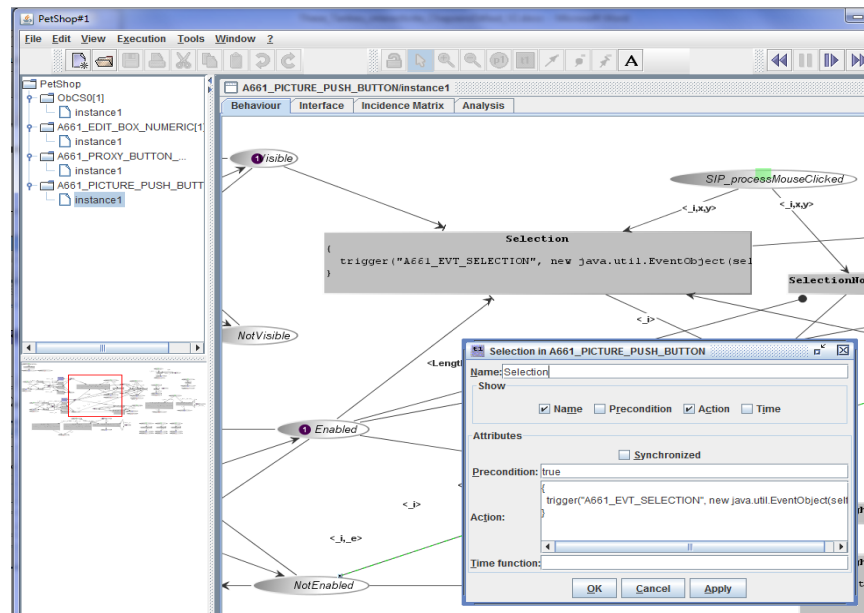 PetShop#1
File Edit View Execution Tools Window ?
A
PetShop
ObCS0[1]
instance1
A661_EDIT_BOX_NUMERIC[1]
instance1
A661_PROXY_BUTTON_...
instance1
A661_PICTURE_PUSH_BUTT
instance1
A661_PICTURE_PUSH_BUTTON/instance1
Behaviour Interface Incidence Matrix Analysis
1 Visible
SIP_processMouseClicked
<_i,x,y>
<_i,x,y>
Selection
{
trigger("A661_EVT_SELECTION", new java.util.EventObject(sel
}
SelectionNo
<_i>
NotVisible
<Length
1 Enabled
<_i>
<_i,_e>
NotEnabled
Selection in A661_PICTURE_PUSH_BUTTON
Name: Selection
Show
Name Precondition Action Time
Attributes
Synchronized
Precondition: true
Action:
{
trigger("A661_EVT_SELECTION", new java.util.EventObject(self
}
Time function:
OK Cancel Apply